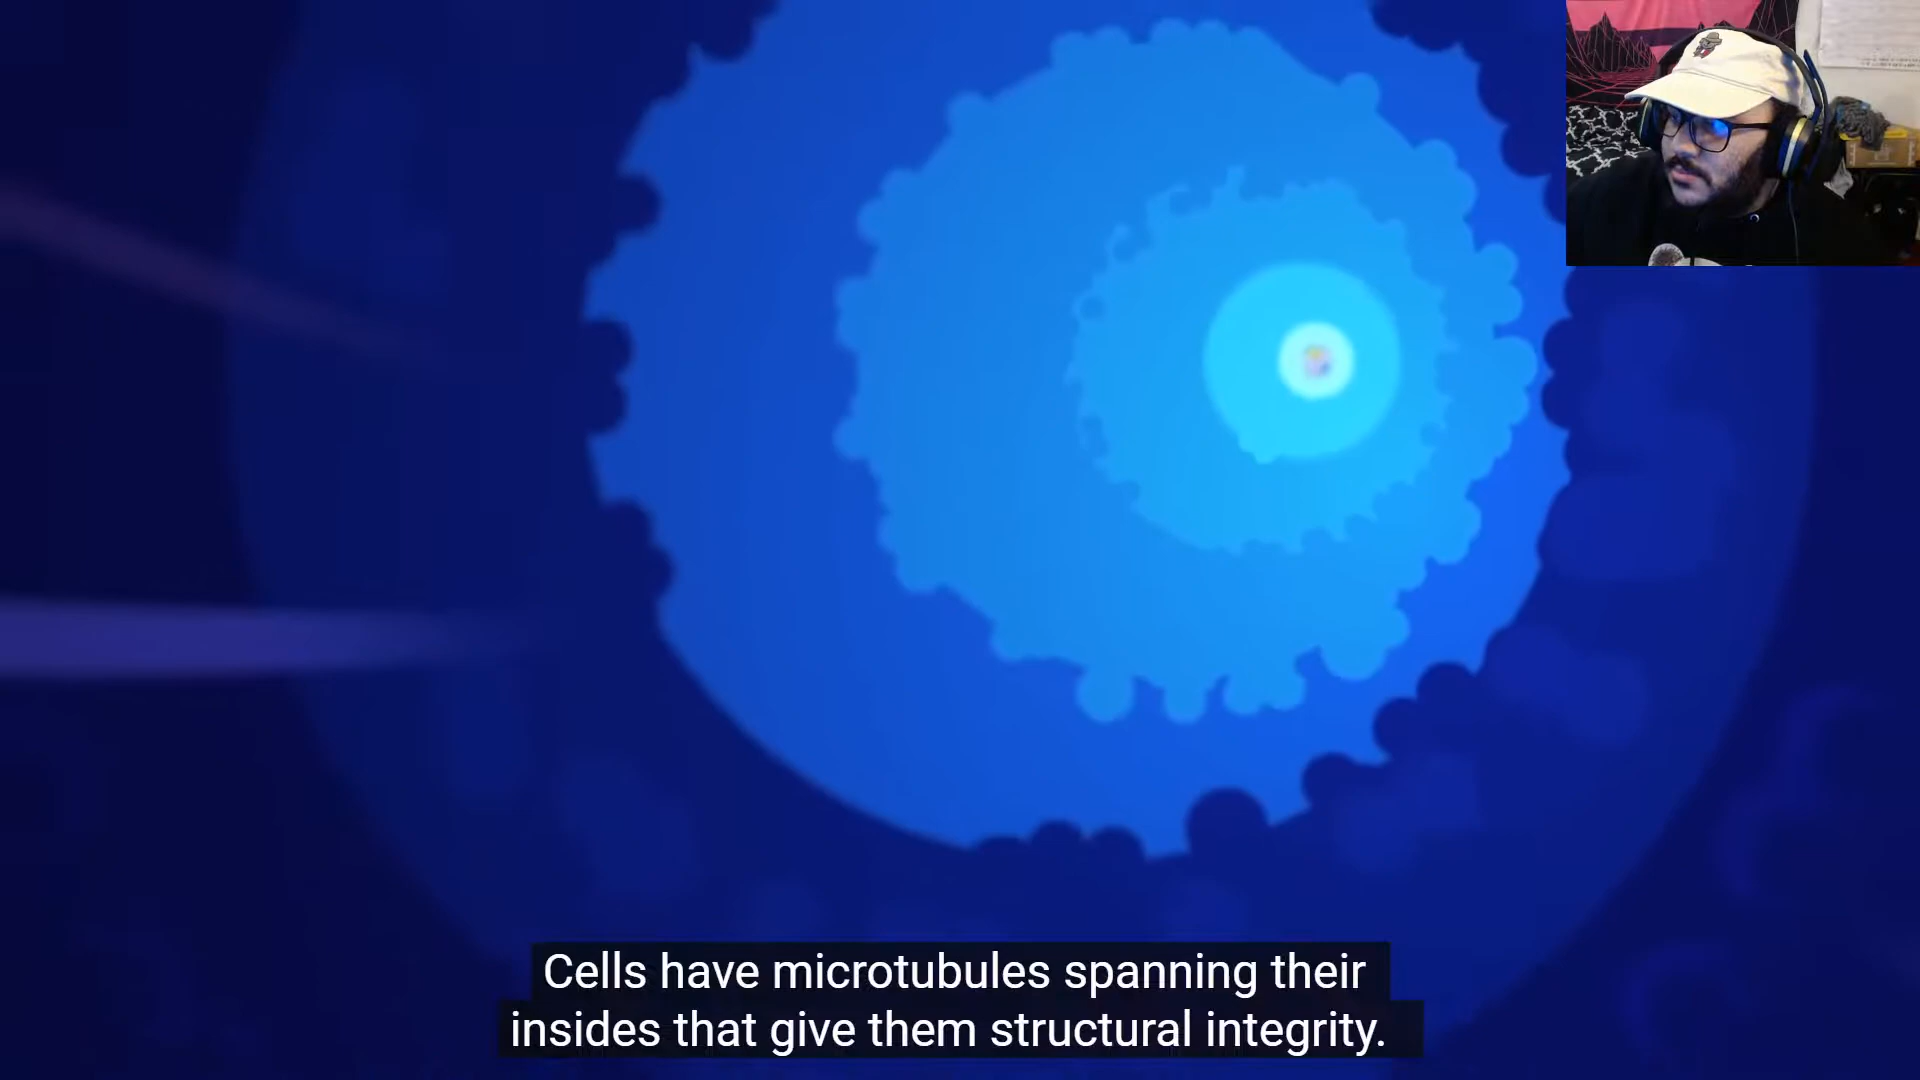 Cells have microtubules spanning their
insides that give them structural integrity.